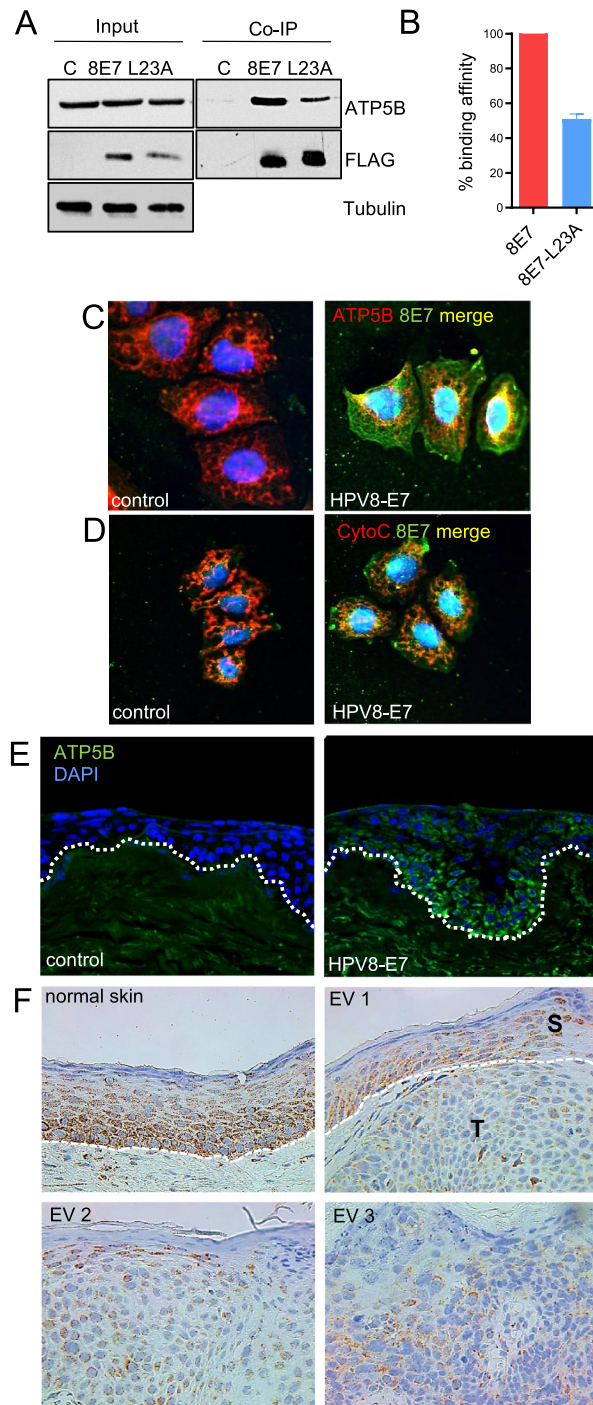 A
Input
Co-IP
C 8E7 L23A
C 8E7 L23A
ATP5B
FLAG
Tubulin
B
% binding affinity
100
80
60
40
20
0
8E7
8E7-L23A
C
control
ATP5B 8E7 merge
HPV8-E7
D
control
CytoC 8E7 merge
HPV8-E7
E
ATP5B
DAPI
control
HPV8-E7
F
normal skin
EV 1
S
T
EV 2
EV 3